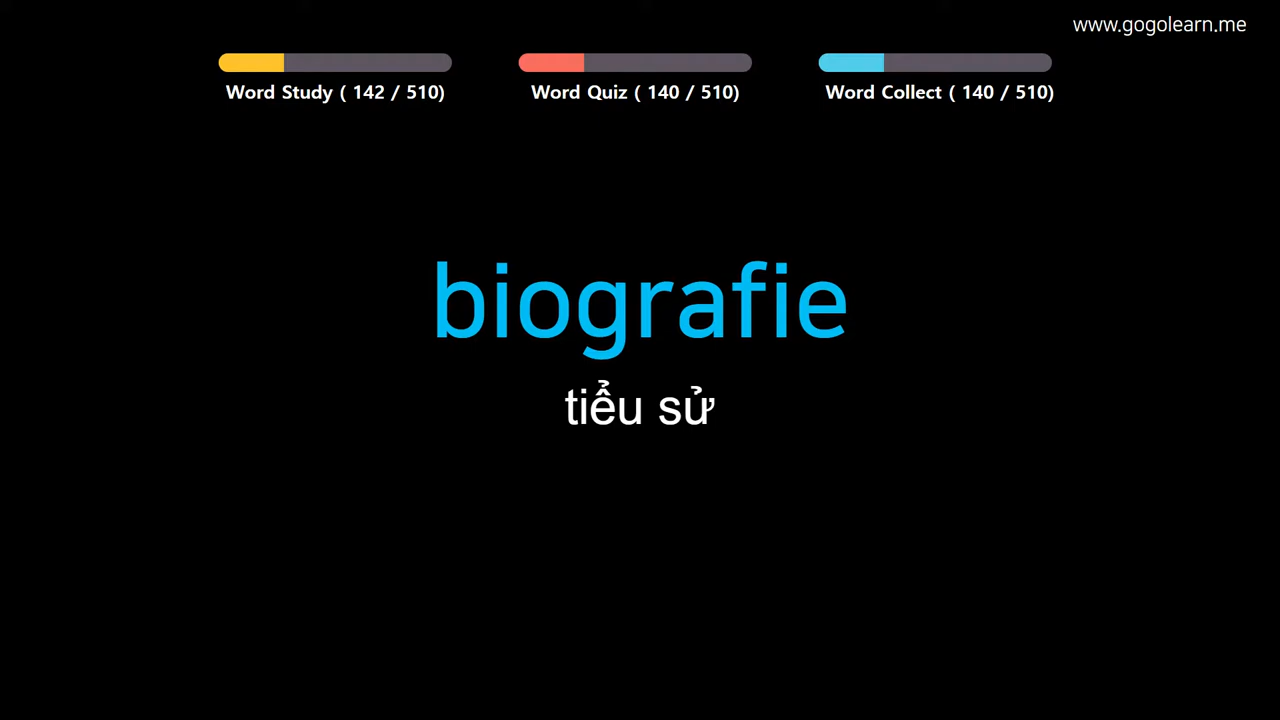 www.gogolearn.me
Word Study ( 142 / 510)
Word Quiz ( 140 / 510)
Word Collect ( 140 / 510)
biografie
tiểu sử